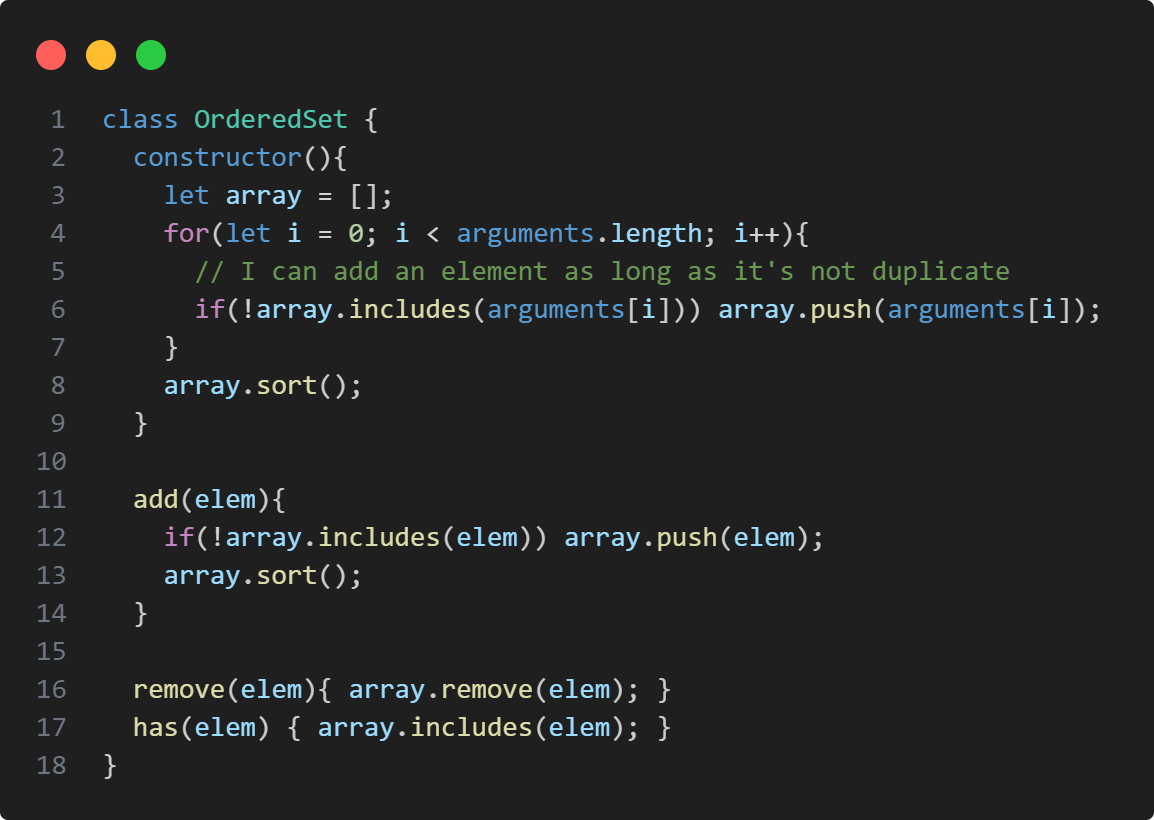 1 class OrderedSet {
2   constructor(){
3     let array = [];
4     for(let i = 0; i < arguments.length; i++){
5       // I can add an element as long as it's not duplicate
6       if(!array.includes(arguments[i])) array.push(arguments[i]);
7     }
8     array.sort();
9   }
10
11   add(elem){
12     if(!array.includes(elem)) array.push(elem);
13     array.sort();
14   }
15
16   remove(elem){ array.remove(elem); }
17   has(elem) { array.includes(elem); }
18 }